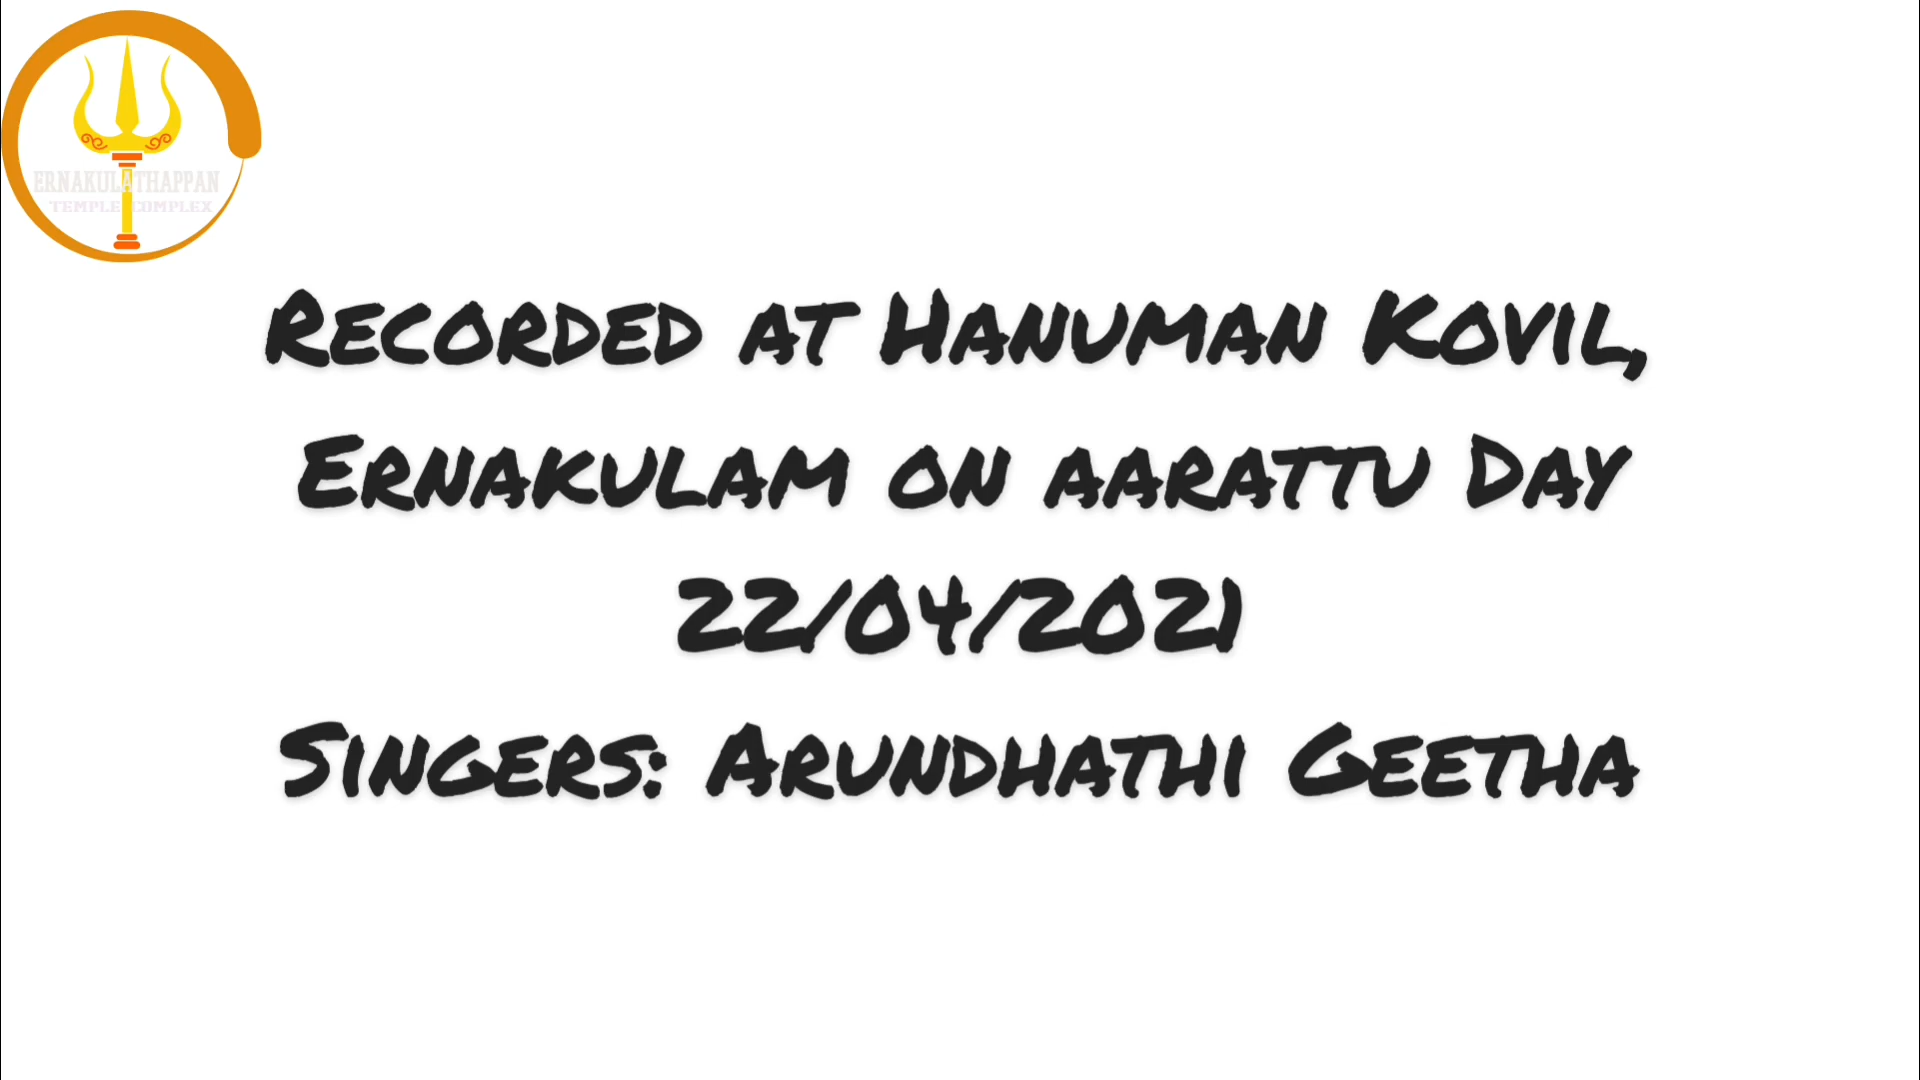 ERNAKULATHAPPAN
TEMPLE COMPLEX
Recorded at Hanuman Kovil,
Ernakulam on aarattu Day
22/04/2021
Singers: Arundhathi Geetha